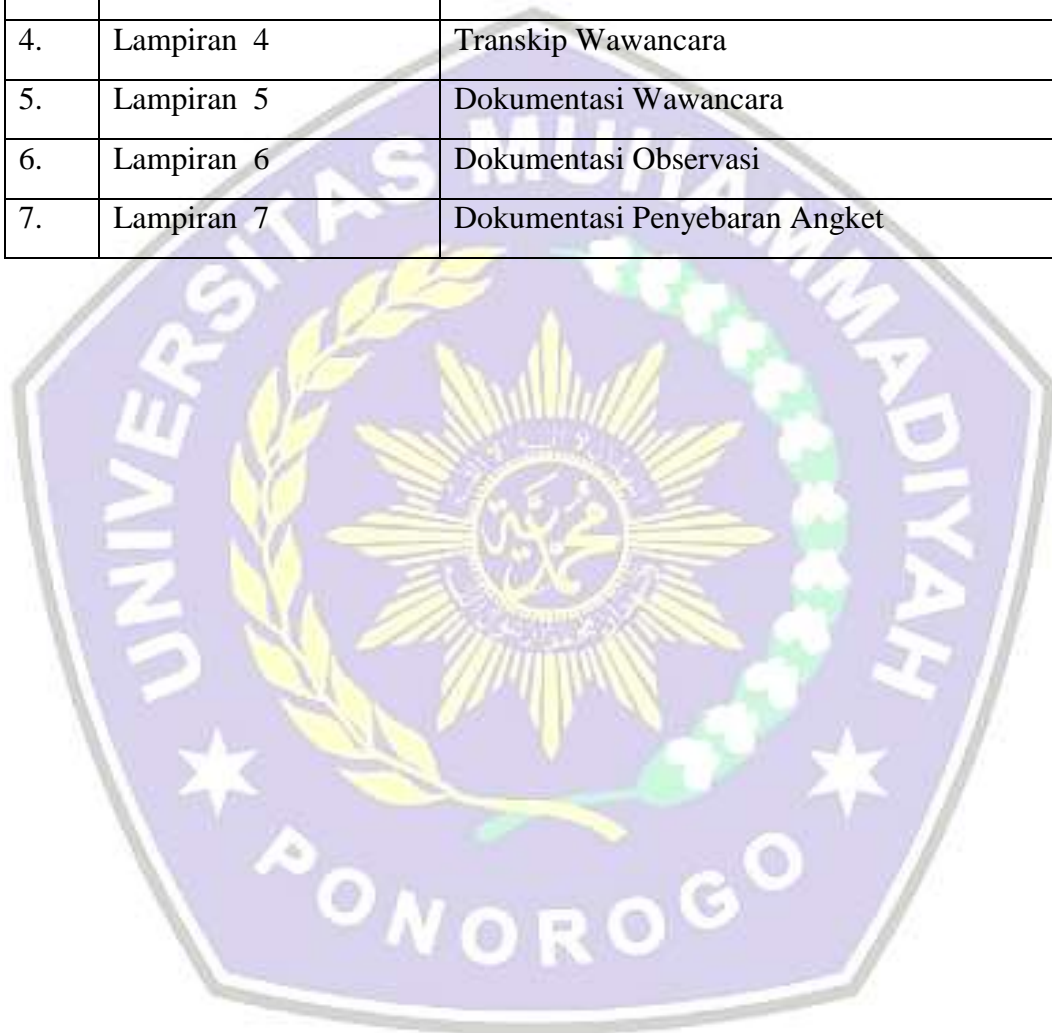 4. Lampiran 4 Transkip Wawancara
5. Lampiran 5 Dokumentasi Wawancara
6. Lampiran 6 Dokumentasi Observasi
7. Lampiran 7 Dokumentasi Penyebaran Angket
UNIVERSITAS MUHAMMADIYAH
محمدية
PONOROGO